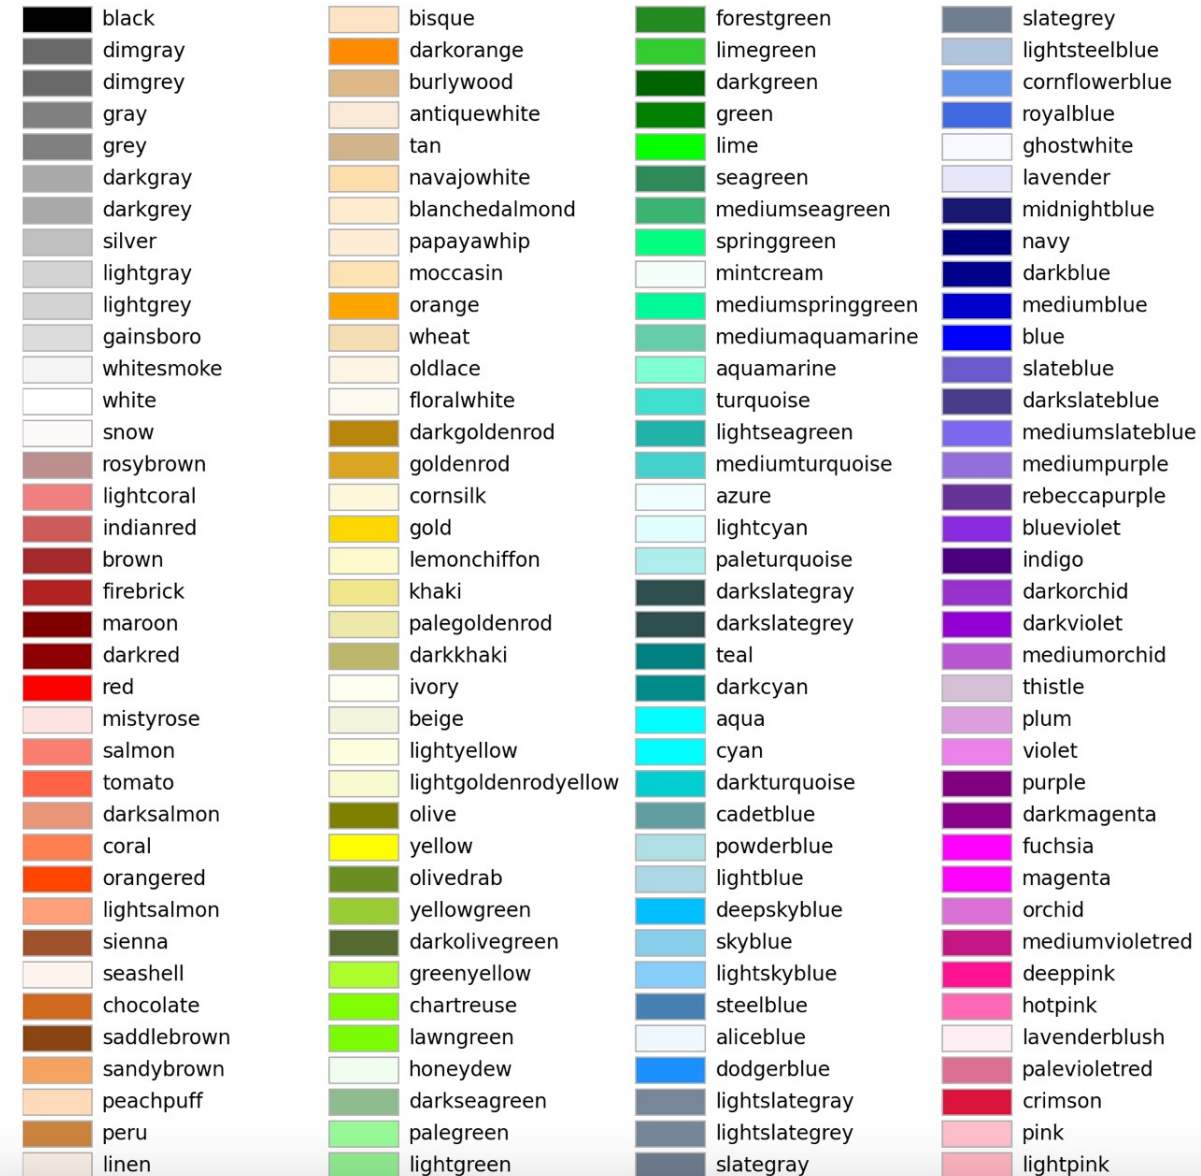 black
dimgray
dimgrey
gray
grey
darkgray
darkgrey
silver
lightgray
lightgrey
gainsboro
whitesmoke
white
snow
rosybrown
lightcoral
indianred
brown
firebrick
maroon
darkred
red
mistyrose
salmon
tomato
darksalmon
coral
orangered
lightsalmon
sienna
seashell
chocolate
saddlebrown
sandybrown
peachpuff
peru
linen
bisque
darkorange
burlywood
antiquewhite
tan
navajowhite
blanchedalmond
papayawhip
moccasin
orange
wheat
oldlace
floralwhite
darkgoldenrod
goldenrod
cornsilk
gold
lemonchiffon
khaki
palegoldenrod
darkkhaki
ivory
beige
lightyellow
lightgoldenrodyellow
olive
yellow
olivedrab
yellowgreen
darkolivegreen
greenyellow
chartreuse
lawngreen
honeydew
darkseagreen
palegreen
lightgreen
forestgreen
limegreen
darkgreen
green
lime
seagreen
mediumseagreen
springgreen
mintcream
mediumspringgreen
mediumaquamarine
aquamarine
turquoise
lightseagreen
mediumturquoise
azure
lightcyan
paleturquoise
darkslategray
darkslategrey
teal
darkcyan
aqua
cyan
darkturquoise
cadetblue
powderblue
lightblue
deepskyblue
skyblue
lightskyblue
steelblue
aliceblue
dodgerblue
lightslategray
lightslategrey
slategray
slategrey
lightsteelblue
cornflowerblue
royalblue
ghostwhite
lavender
midnightblue
navy
darkblue
mediumblue
blue
slateblue
darkslateblue
mediumslateblue
mediumpurple
rebeccapurple
blueviolet
indigo
darkorchid
darkviolet
mediumorchid
thistle
plum
violet
purple
darkmagenta
fuchsia
magenta
orchid
mediumvioletred
deeppink
hotpink
lavenderblush
palevioletred
crimson
pink
lightpink